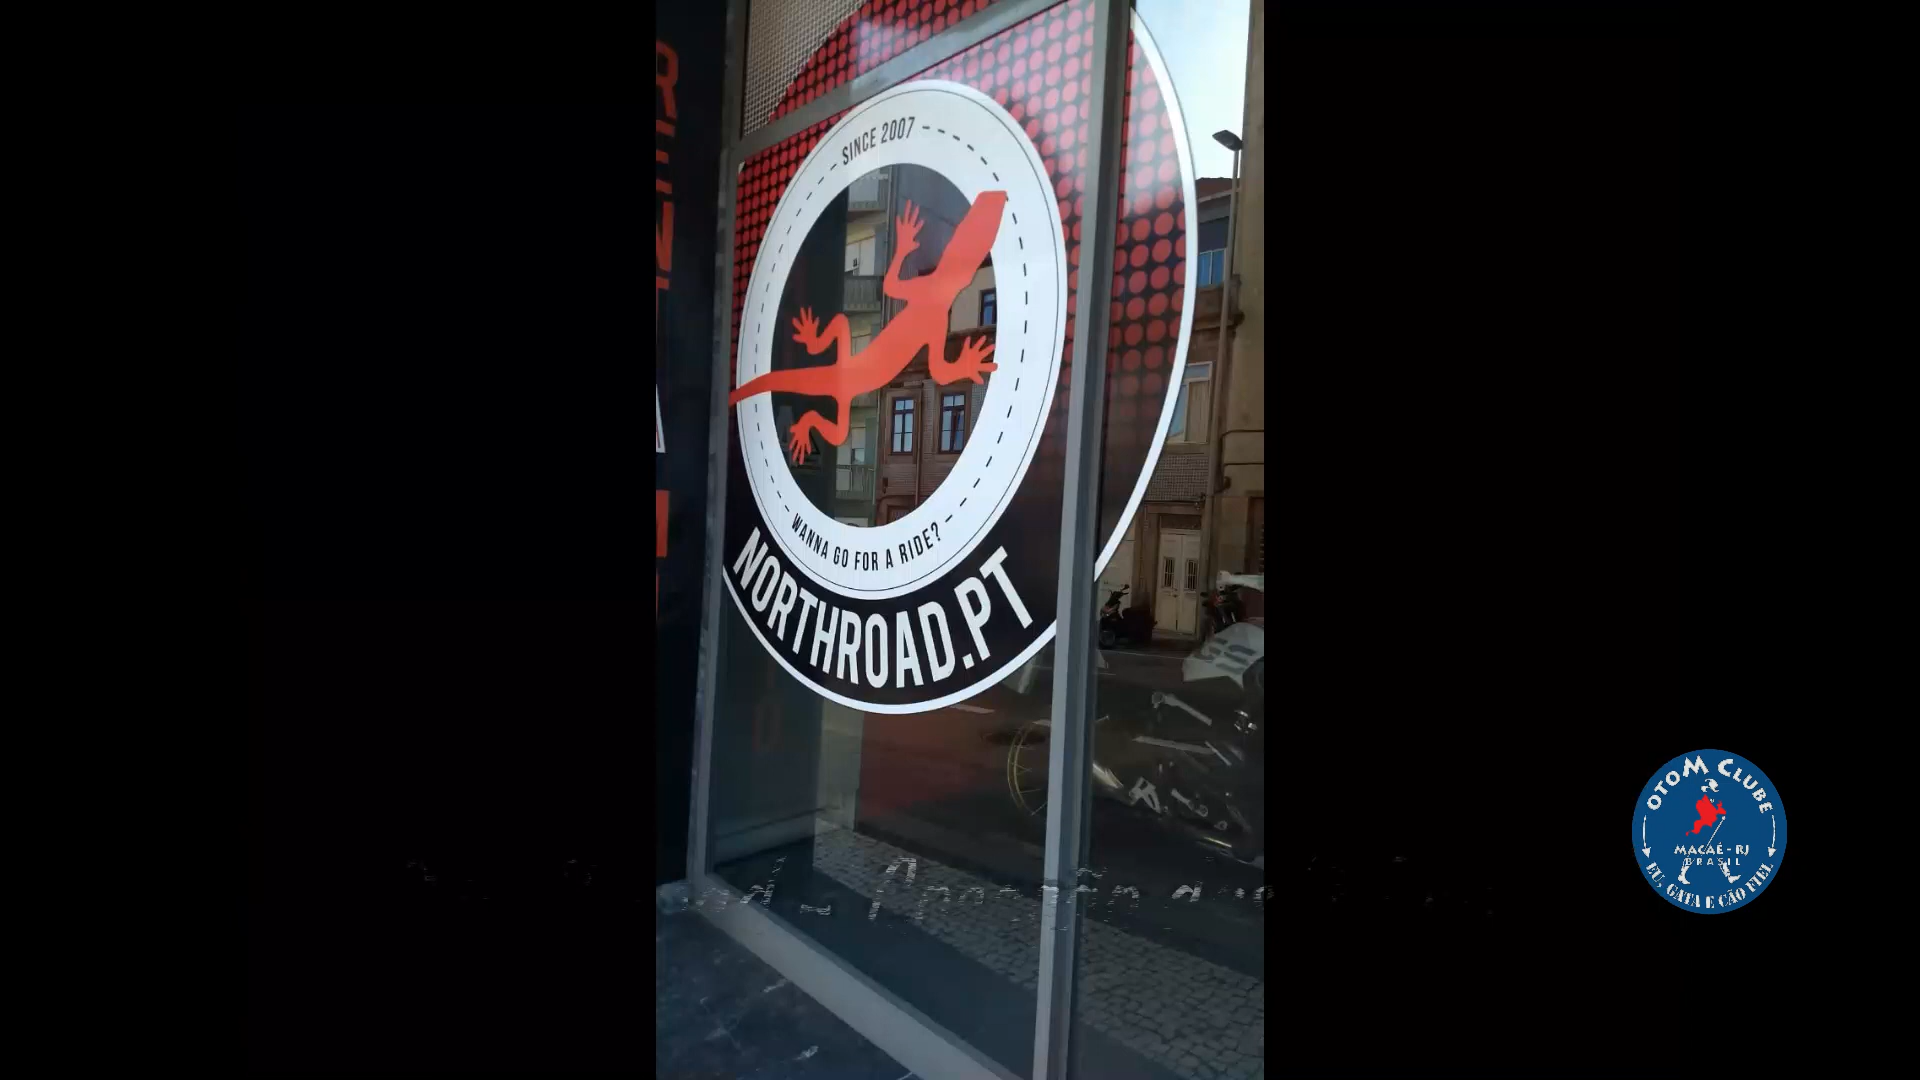 SINCE 2007
WANNA GO FOR A RIDE?
NORTHROAD.PT
OTOM CLUBE
MACAÉ - RJ
BRASIL
EU, GATA E CÃO FIEL